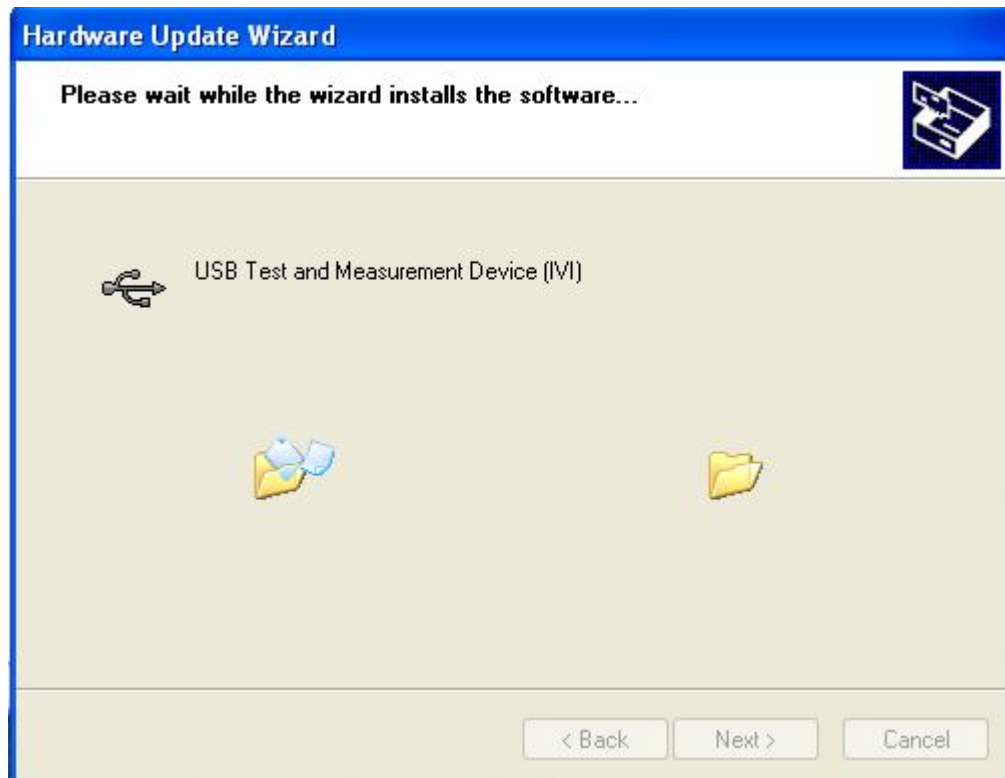 Hardware Update Wizard
Please wait while the wizard installs the software...
USB Test and Measurement Device (IVI)
< Back
Next >
Cancel